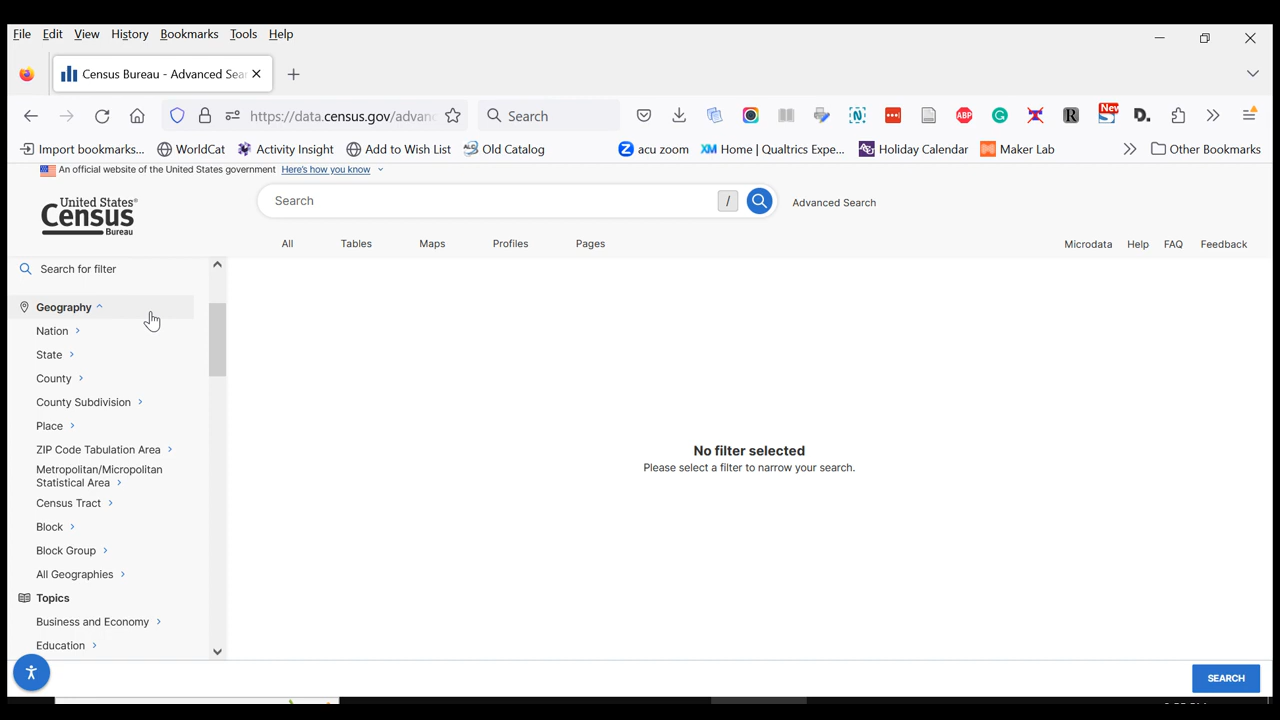 File Edit View History Bookmarks Tools Help
Census Bureau - Advanced Sear
https://data.census.gov/advanc
Search
New
ABP
Import bookmarks... WorldCat Activity Insight Add to Wish List Old Catalog acu zoom Home | Qualtrics Expe... Holiday Calendar Maker Lab Other Bookmarks
An official website of the United States government Here's how you know
United States®
Census
Bureau
Search / Advanced Search
All Tables Maps Profiles Pages Microdata Help FAQ Feedback
Search for filter
Geography
Nation
State
County
County Subdivision
Place
ZIP Code Tabulation Area
Metropolitan/Micropolitan
Statistical Area
Census Tract
Block
Block Group
All Geographies
Topics
Business and Economy
Education
No filter selected
Please select a filter to narrow your search.
SEARCH